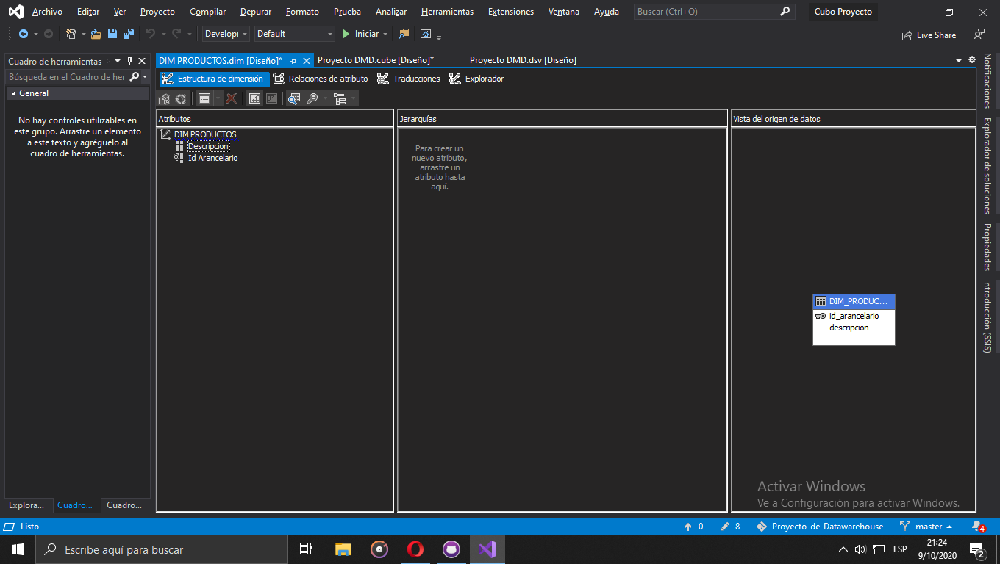 Archivo Editar Ver Proyecto Compilar Depurar Formato Prueba Analizar Herramientas Extensiones Ventana Ayuda Buscar (Ctrl+Q) Cubo Proyecto
Develop Default Iniciar Live Share
Cuadro de herramientas
Búsqueda en el Cuadro de her
General
No hay controles utilizables en
este grupo. Arrastre un elemento
a este texto y agréguelo al
cuadro de herramientas.
Explora... Cuadro... Cuadro...
DIM PRODUCTOS.dim [Diseño]* Proyecto DMD.cube [Diseño]* Proyecto DMD.dsv [Diseño]
Estructura de dimensión Relaciones de atributo Traducciones Explorador
Atributos
DIM PRODUCTOS
Descripcion
Id Arancelario
Jerarquías
Para crear un
nuevo atributo,
arrastre un
atributo hasta
aquí.
Vista del origen de datos
DIM_PRODUC...
id_arancelario
descripcion
Activar Windows
Ve a Configuración para activar Windows.
Notificaciones
Explorador de soluciones
Propiedades
Introducción (SSIS)
Listo 0 8 Proyecto-de-Datawarehouse master 4
Escribe aquí para buscar ESP 21:24
9/10/2020 2